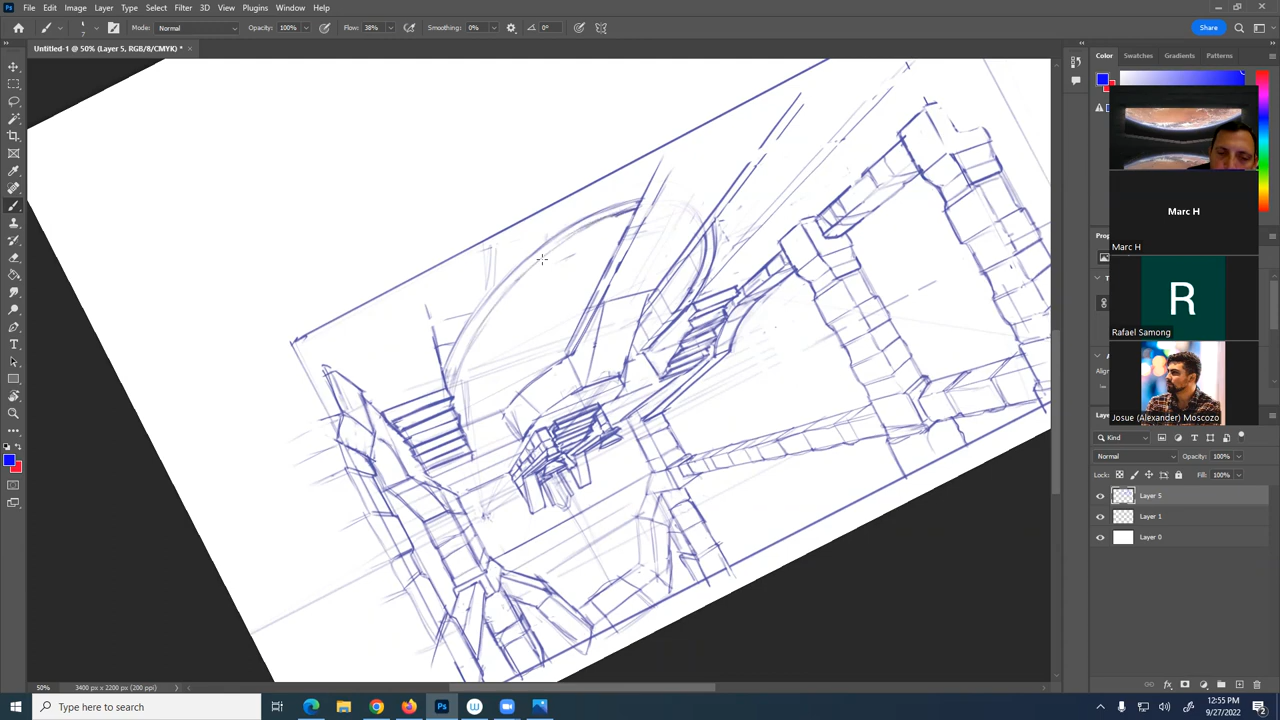 File Edit Image Layer Type Select Filter 3D View Plugins Window Help
7 Mode: Normal Opacity: 100% Flow: 38% Smoothing: 0% 0° Share
Untitled-1 @ 50% (Layer 5, RGB/8/CMYK) * ×
Color Swatches Gradients Patterns
Marc H
Marc H
R
Rafael Samong
Josue (Alexander) Moscozo
Kind
Normal Opacity: 100%
Lock: Fill: 100%
Layer 5
Layer 1
Layer 0
50% 3400 px x 2200 px (200 ppi)
Type here to search
12:55 PM
9/27/2022